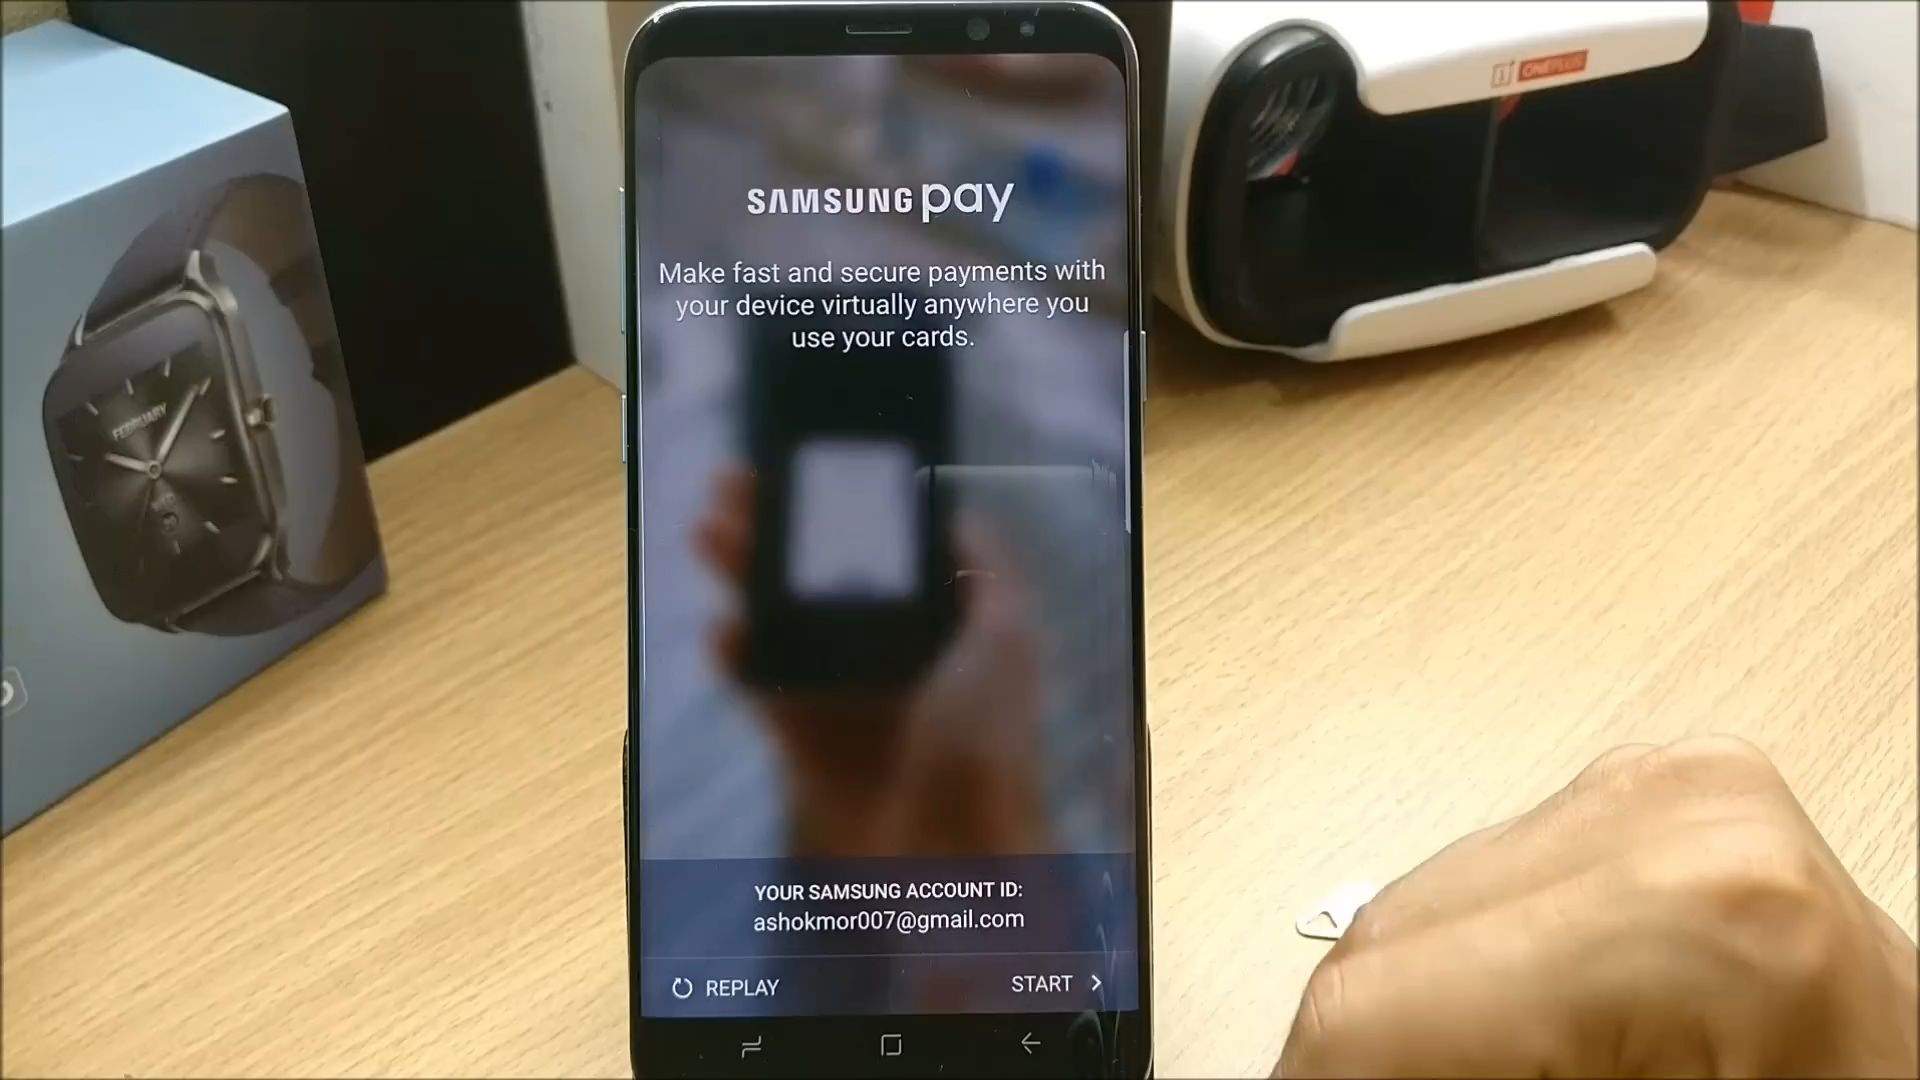 SAMSUNG pay
Make fast and secure payments with
your device virtually anywhere you
use your cards.
YOUR SAMSUNG ACCOUNT ID:
ashokmor007@gmail.com
REPLAY
START
ONEPLUS
FEBRUARY